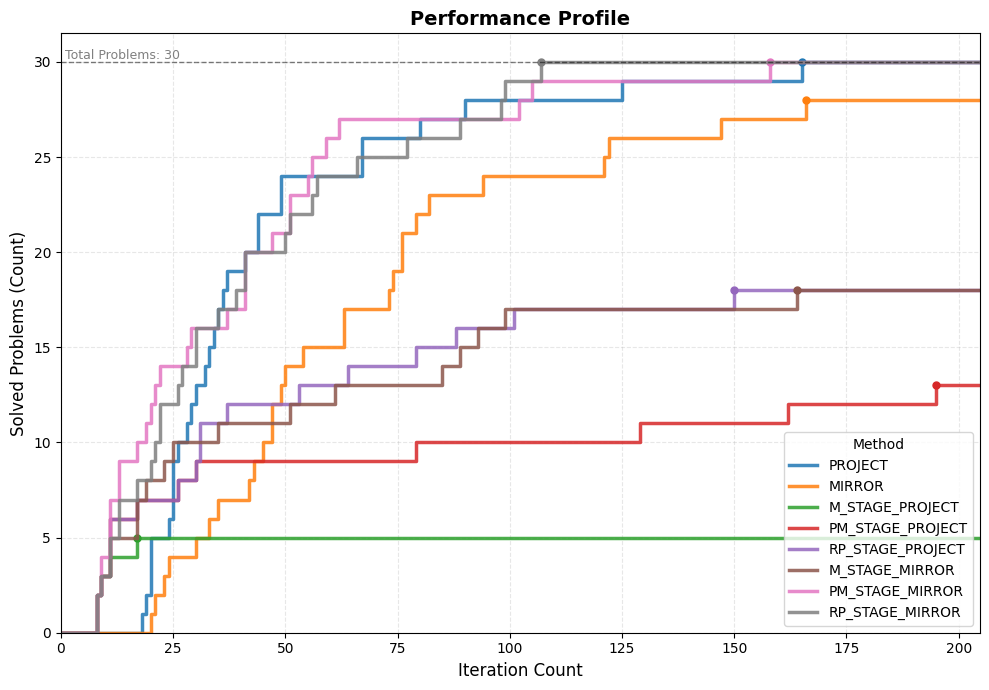 Performance Profile
Total Problems: 30
30
25
20
15
10
5
0
Solved Problems (Count)
0 25 50 75 100 125 150 175 200
Iteration Count
Method
PROJECT
MIRROR
M_STAGE_PROJECT
PM_STAGE_PROJECT
RP_STAGE_PROJECT
M_STAGE_MIRROR
PM_STAGE_MIRROR
RP_STAGE_MIRROR